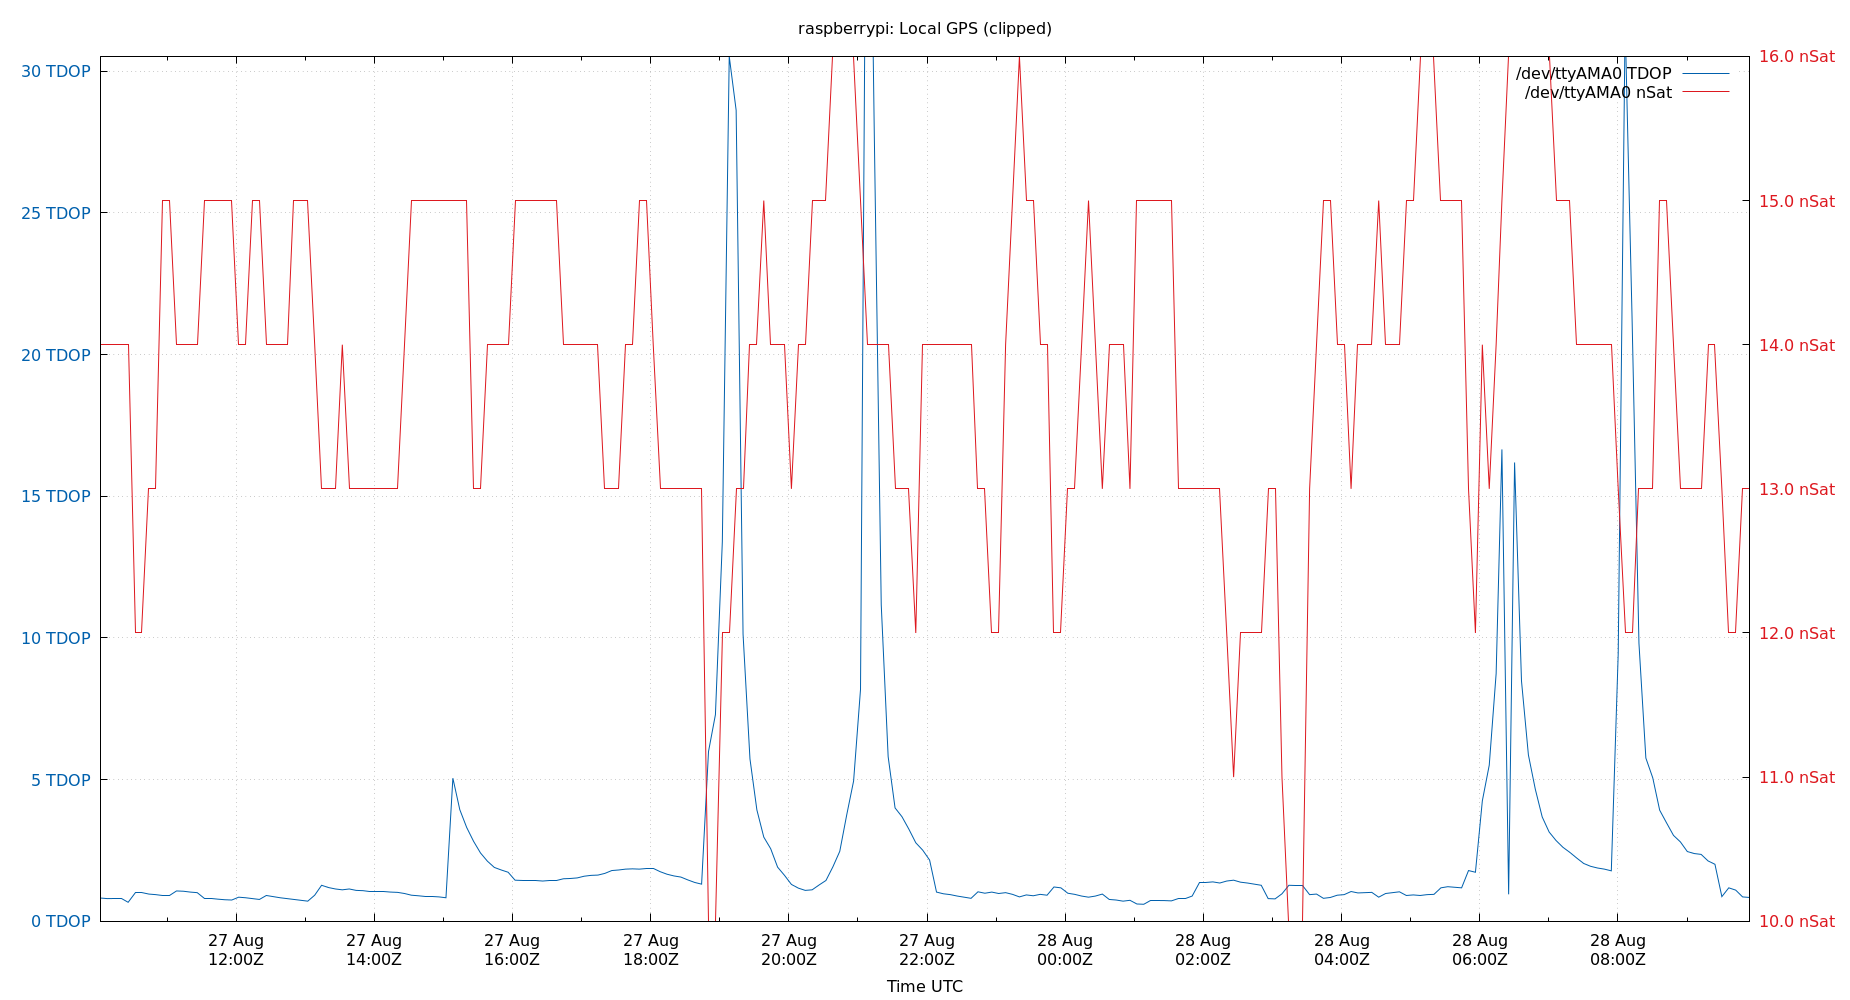 raspberrypi: Local GPS (clipped)
30 TDOP
25 TDOP
20 TDOP
15 TDOP
10 TDOP
5 TDOP
0 TDOP
16.0 nSat
15.0 nSat
14.0 nSat
13.0 nSat
12.0 nSat
11.0 nSat
10.0 nSat
/dev/ttyAMA0 TDOP
/dev/ttyAMA0 nSat
27 Aug
12:00Z
27 Aug
14:00Z
27 Aug
16:00Z
27 Aug
18:00Z
27 Aug
20:00Z
27 Aug
22:00Z
28 Aug
00:00Z
28 Aug
02:00Z
28 Aug
04:00Z
28 Aug
06:00Z
28 Aug
08:00Z
Time UTC